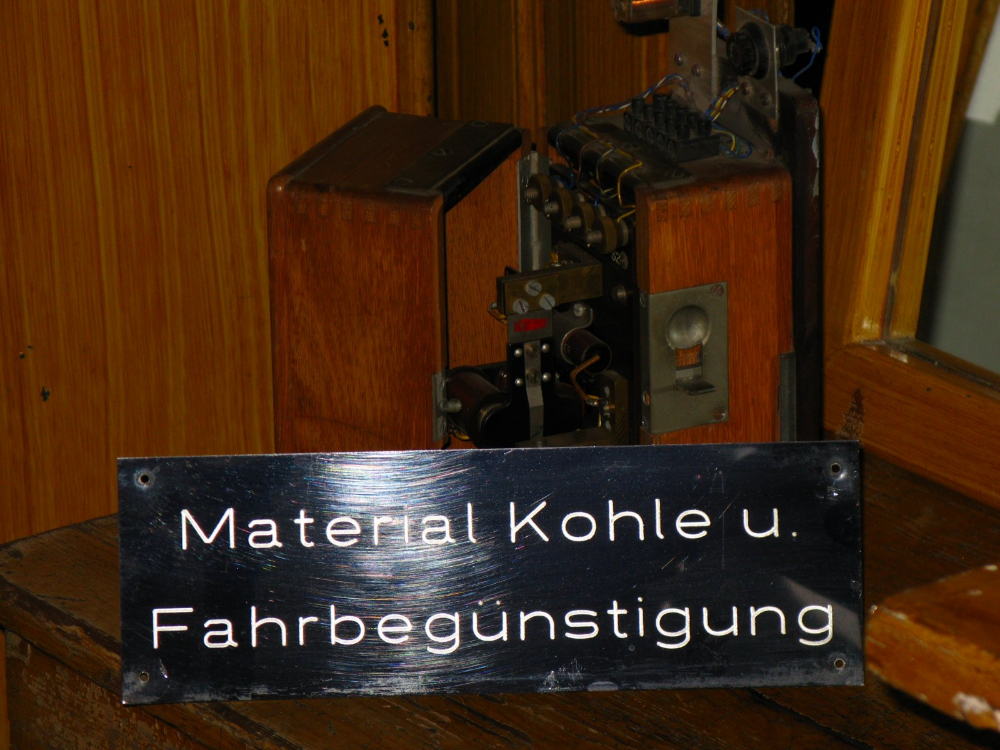 Material Kohle u.
Fahrbegünstigung